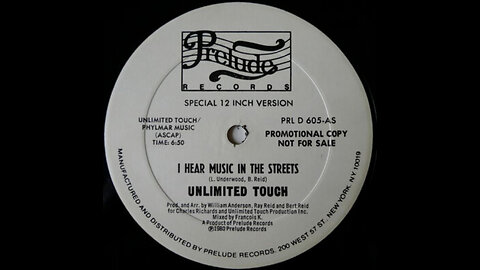 Prelude
RECORDS
SPECIAL 12 INCH VERSION
UNLIMITED TOUCH/
PHYLMAR MUSIC
(ASCAP)
TIME: 6:50
PRL D 605-AS
PROMOTIONAL COPY
NOT FOR SALE
I HEAR MUSIC IN THE STREETS
(L. Underwood, B. Reid)
UNLIMITED TOUCH
Prod. and Arr. by William Anderson, Ray Reid and Bert Reid
for Charles Richards and Unlimited Touch Production Inc.
Mixed by Francois K.
A Product of Prelude Records
Ⓟ1980 Prelude Records
MANUFACTURED AND DISTRIBUTED BY PRELUDE RECORDS, 200 WEST 57 ST. NEW YORK, NY 10019